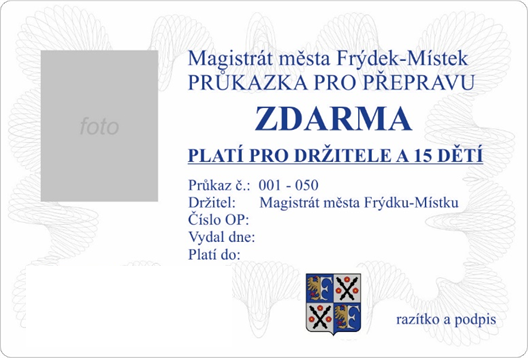 foto
Magistrát města Frýdek-Místek
PRŮKAZKA PRO PŘEPRAVU
ZDARMA
PLATÍ PRO DRŽITELE A 15 DĚTÍ
Průkaz č.: 001 - 050
Držitel: Magistrát města Frýdku-Místku
Číslo OP:
Vydal dne:
Platí do:
razítko a podpis